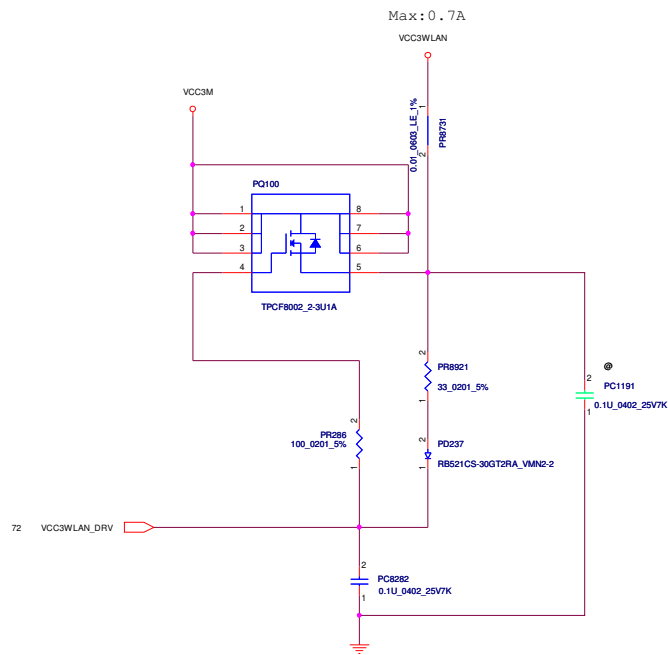 Max:0.7A
VCC3WLAN
VCC3M
1
0.01_0603_LE_1%
PR8731
2
PQ100
1
8
2
7
3
6
4
5
TPCF8002_2-3U1A
2
PR8921
33_0201_5%
1
@
2
PC1191
0.1U_0402_25V7K
1
2
PR286
100_0201_5%
1
2
PD237
RB521CS-30GT2RA_VMN2-2
1
72
VCC3WLAN_DRV
2
PC8282
0.1U_0402_25V7K
1